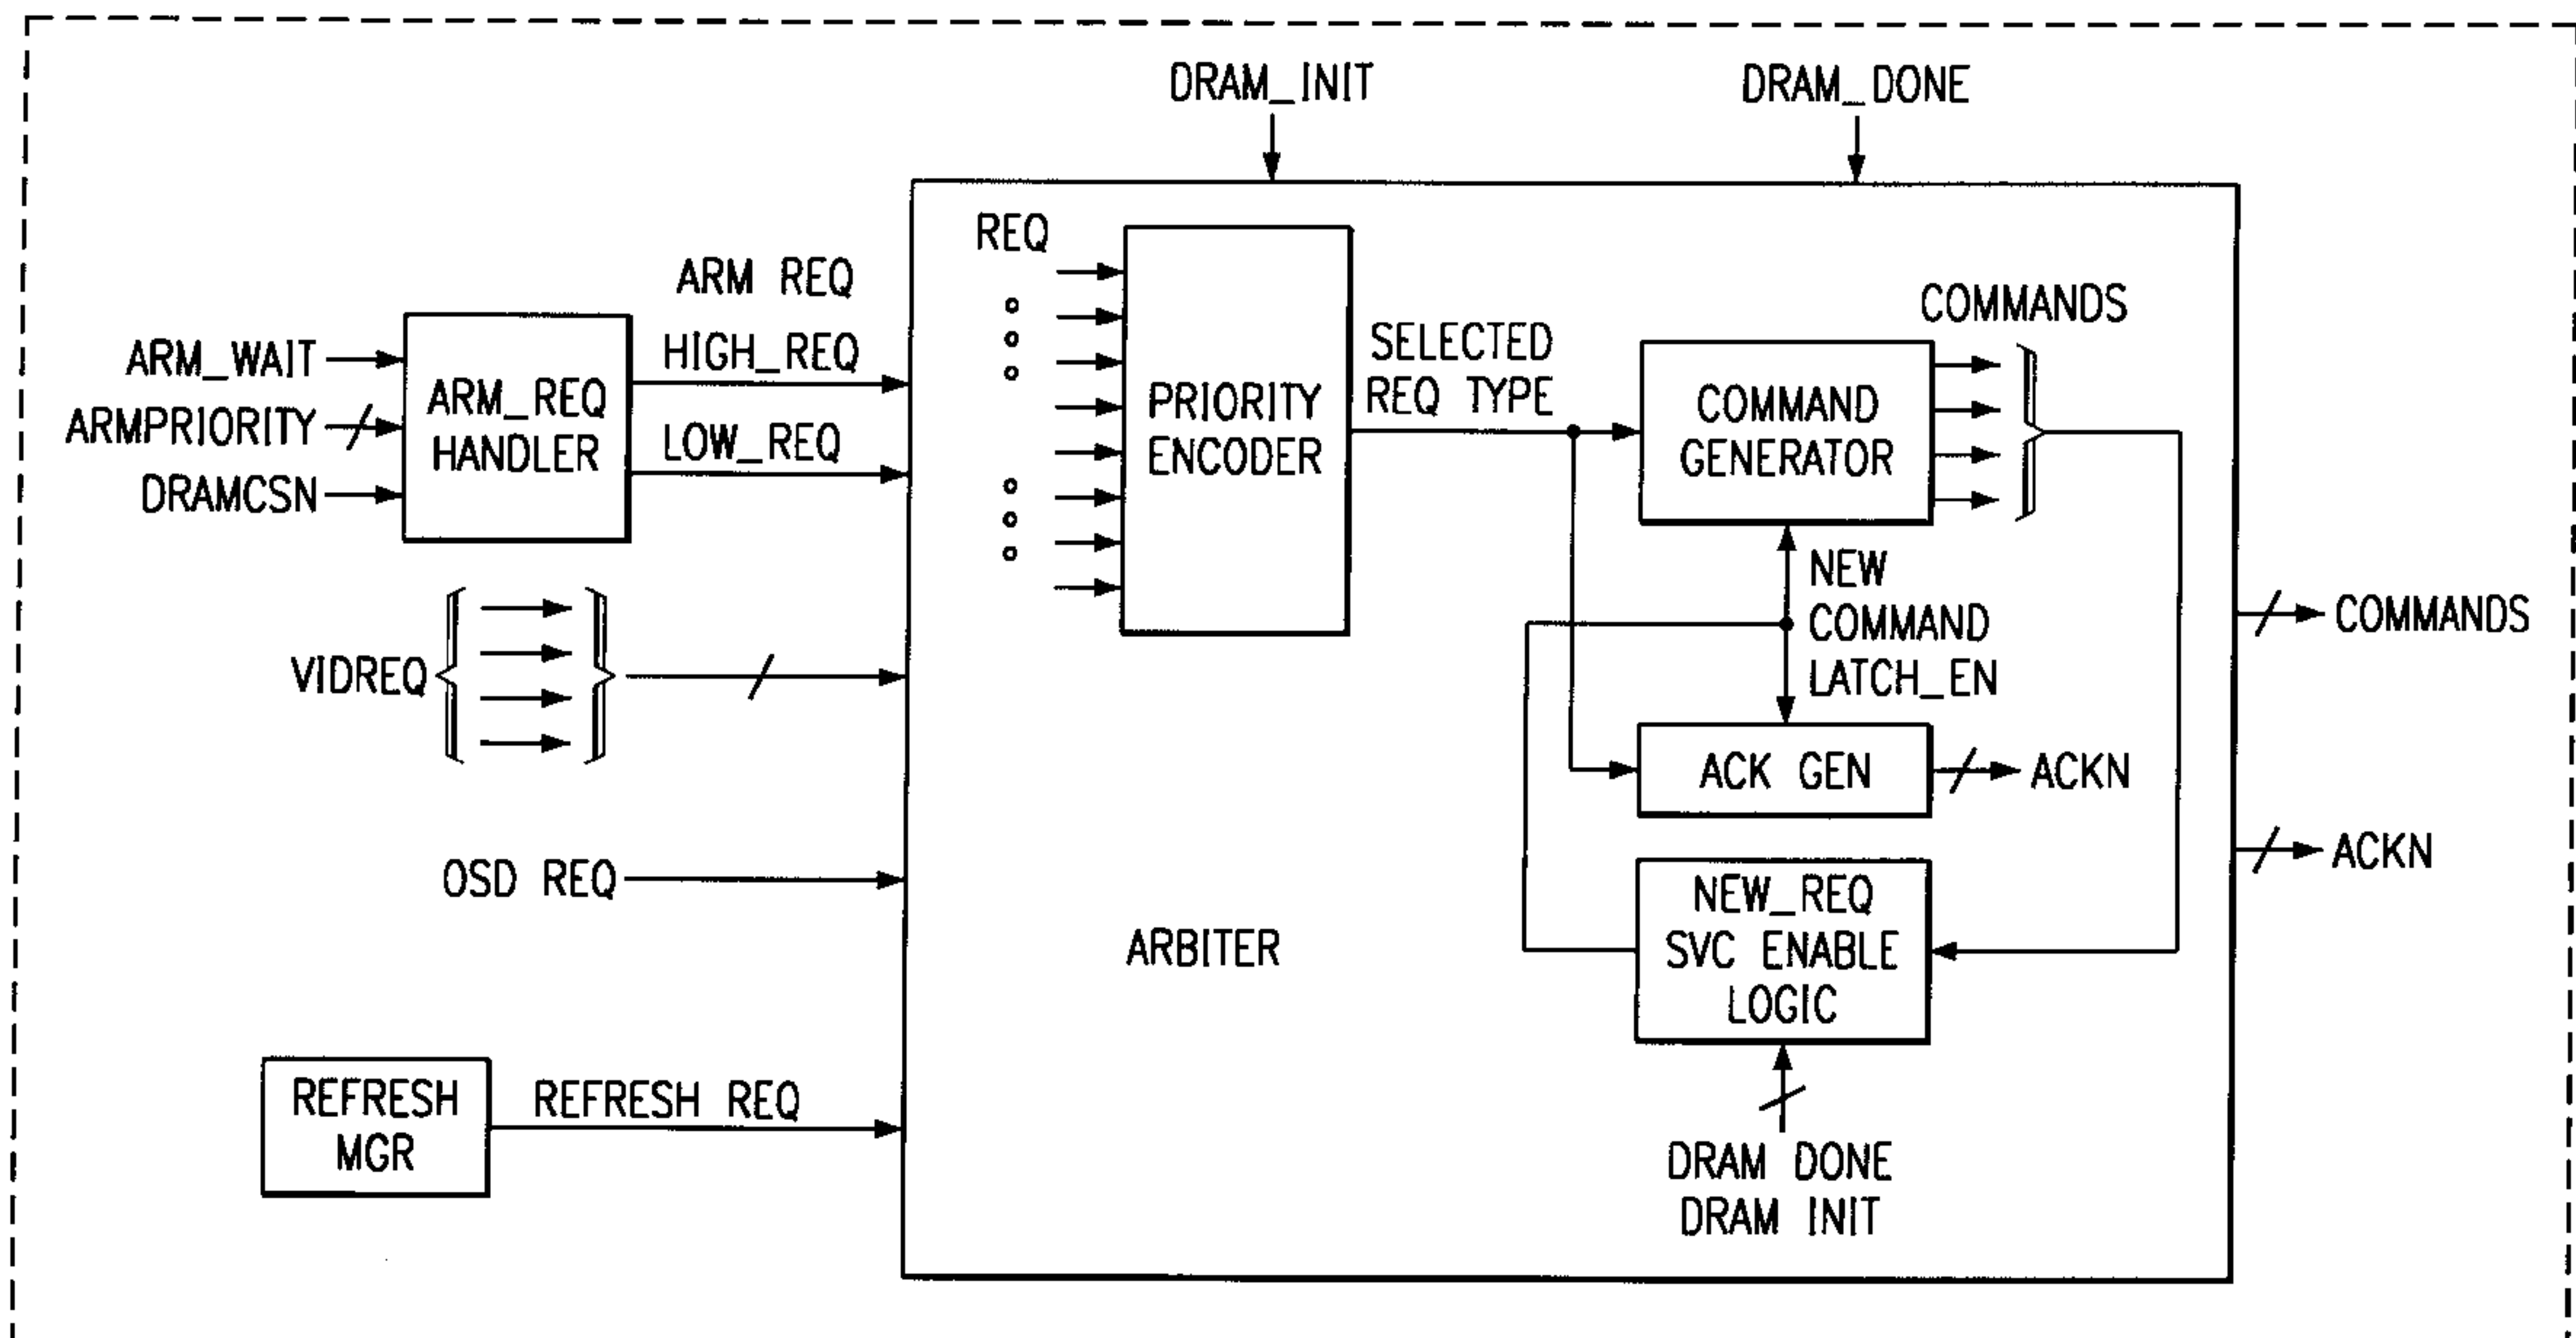 DRAM_INIT
DRAM_DONE
REQ
ARM REQ
HIGH_REQ
LOW_REQ
ARM_WAIT
ARMPRIORITY
DRAMCSN
ARM_REQ
HANDLER
PRIORITY
ENCODER
SELECTED
REQ TYPE
COMMANDS
COMMAND
GENERATOR
NEW
COMMAND
LATCH_EN
COMMANDS
VIDREQ
ACK GEN
ACKN
ACKN
OSD REQ
ARBITER
NEW_REQ
SVC ENABLE
LOGIC
REFRESH
MGR
REFRESH REQ
DRAM DONE
DRAM INIT